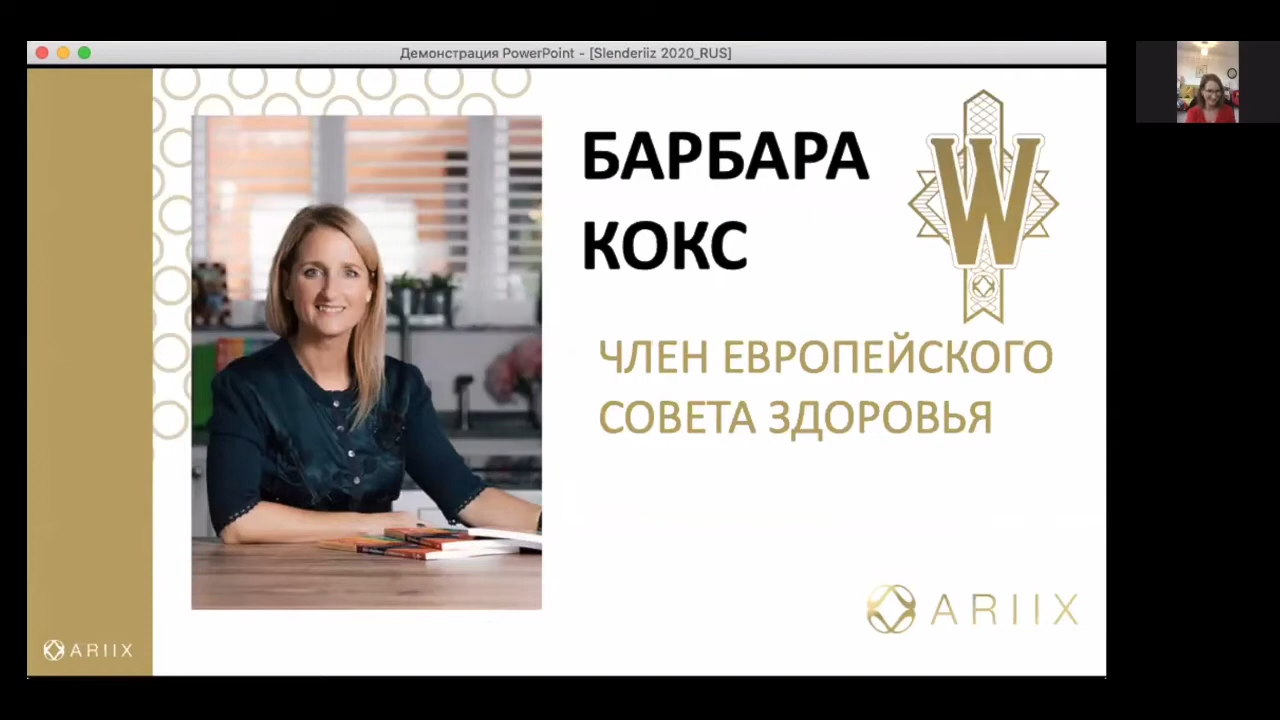 Демонстрация PowerPoint - [Slenderiiz 2020_RUS]
БАРБАРА
КОКС
W
ЧЛЕН ЕВРОПЕЙСКОГО
СОВЕТА ЗДОРОВЬЯ
ARIIX
ARIIX